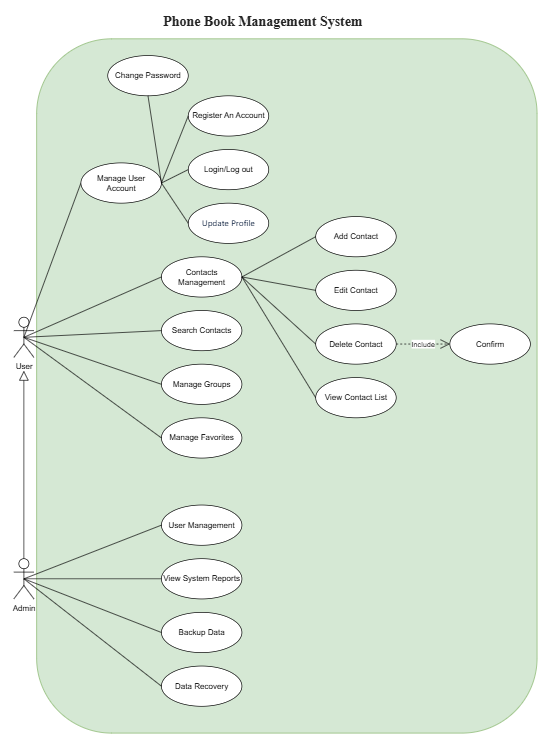 Phone Book Management System
Change Password
Register An Account
Manage User
Account
Login/Log out
Update Profile
Contacts
Management
Add Contact
Edit Contact
Search Contacts
Delete Contact
Include
Confirm
User
Manage Groups
View Contact List
Manage Favorites
User Management
View System Reports
Admin
Backup Data
Data Recovery